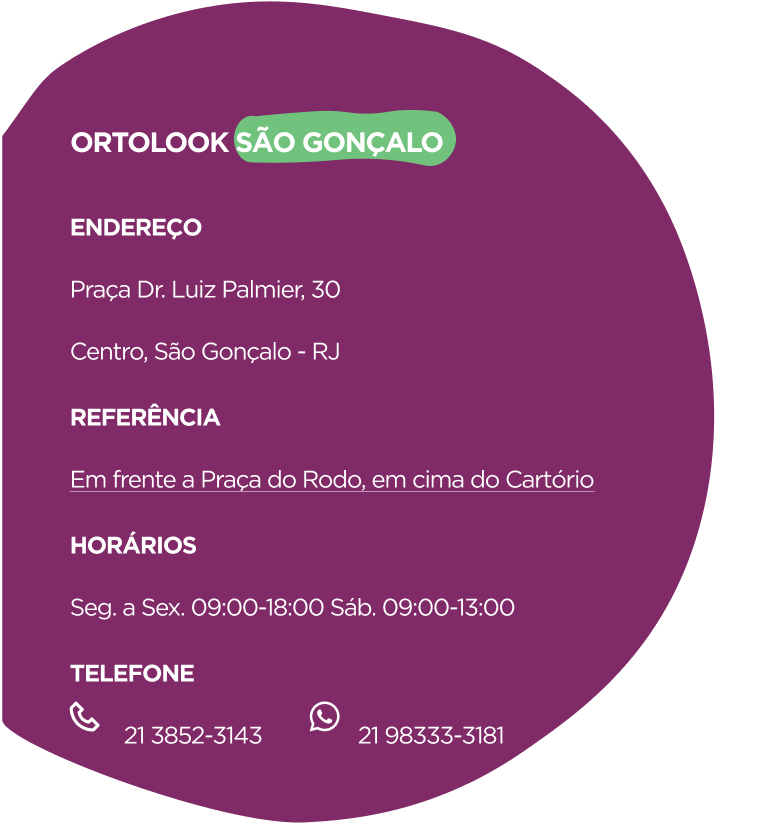 ORTOLOOK SÃO GONÇALO
ENDEREÇO
Praça Dr. Luiz Palmier, 30
Centro, São Gonçalo - RJ
REFERÊNCIA
Em frente a Praça do Rodo, em cima do Cartório
HORÁRIOS
Seg. a Sex. 09:00-18:00 Sáb. 09:00-13:00
TELEFONE
21 3852-3143 21 98333-3181